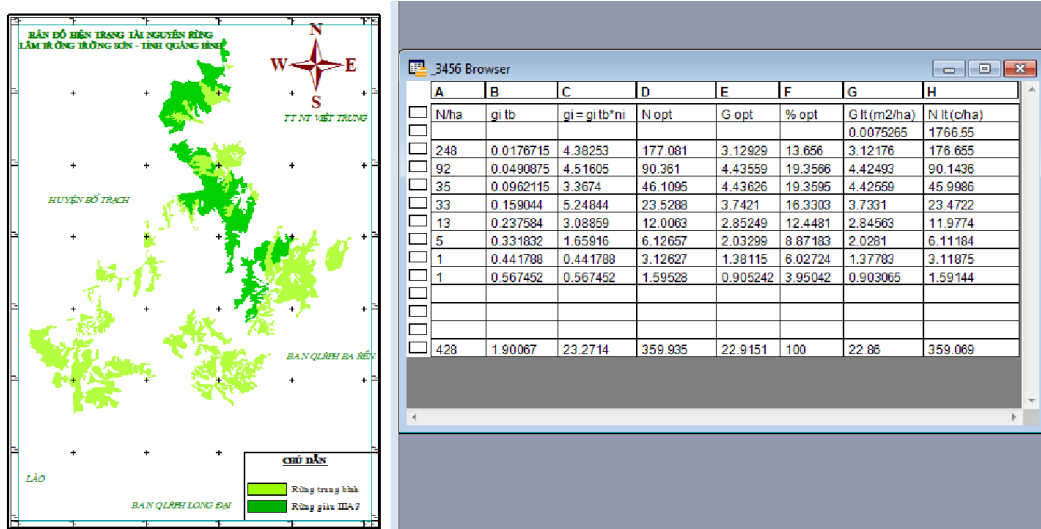 BẢN ĐỒ HIỆN TRẠNG TÀI NGUYÊN RỪNG
LÂM TRƯỜNG TRƯỜNG SƠN - TỈNH QUẢNG BÌNH
N
W E
S
TT NT VIỆT TRUNG
HUYỆN BỐ TRẠCH
BAN QLRPH BA RỀN
LÀO
BAN QLRPH LONG ĐẠI
CHÚ DẪN
Rừng trung bình
Rừng giàu IIIA3
_3456 Browser
A B C D E F G H
N/ha gi tb gi = gi tb*ni N opt G opt % opt G lt(m2/ha) N lt(c/ha)
0.0075265 1766.55
248 0.0176715 4.38253 177.081 3.12929 13.656 3.12176 176.655
92 0.0490875 4.51605 90.361 4.43559 19.3566 4.42493 90.1436
35 0.0962115 3.3674 46.1095 4.43626 19.3595 4.42559 45.9986
33 0.159044 5.24844 23.5288 3.7421 16.3303 3.7331 23.4722
13 0.237584 3.08859 12.0063 2.85249 12.4481 2.84563 11.9774
5 0.331832 1.65916 6.12657 2.03299 8.87183 2.0281 6.11184
1 0.441788 0.441788 3.12627 1.38115 6.02724 1.37783 3.11875
1 0.567452 0.567452 1.59528 0.905242 3.95042 0.903065 1.59144
428 1.90067 23.2714 359.935 22.9151 100 22.86 359.069